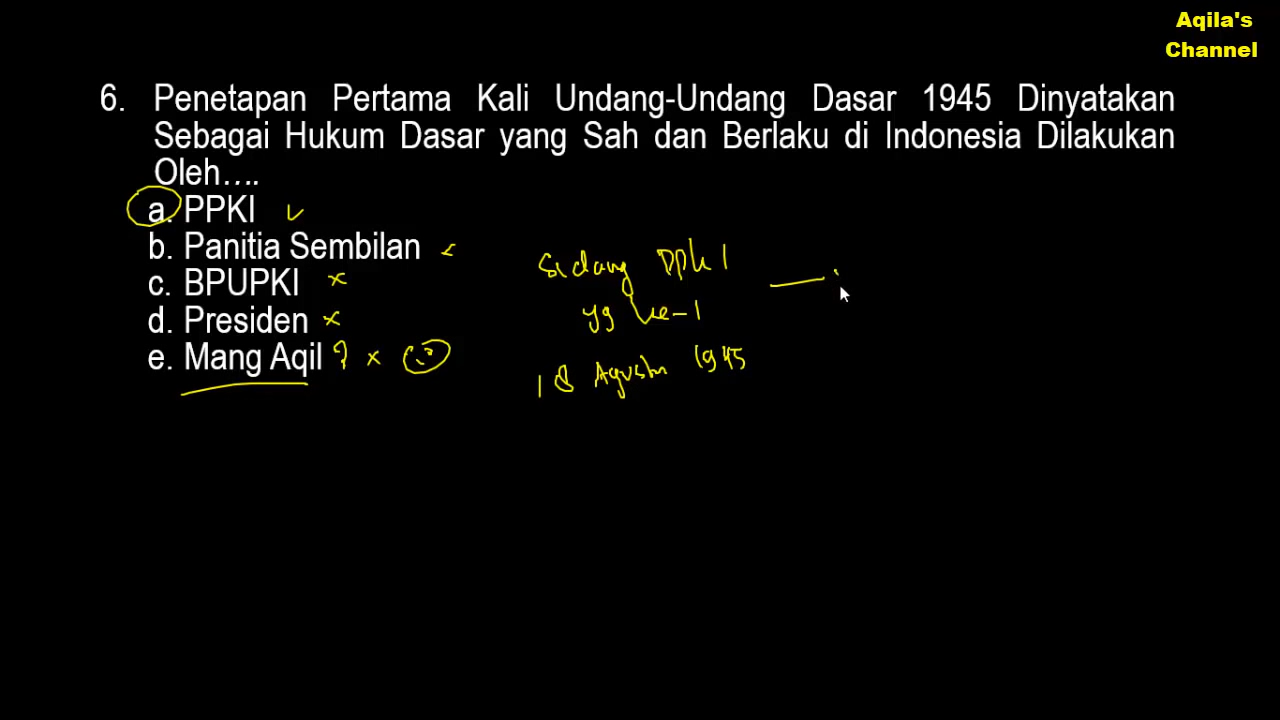 Aqila's
Channel
6. Penetapan Pertama Kali Undang-Undang Dasar 1945 Dinyatakan
Sebagai Hukum Dasar yang Sah dan Berlaku di Indonesia Dilakukan
Oleh....
a. PPKI
b. Panitia Sembilan
c. BPUPKI
d. Presiden
e. Mang Aqil ?
Sidang PPKI
yg ke-1
18 Agustus 1945